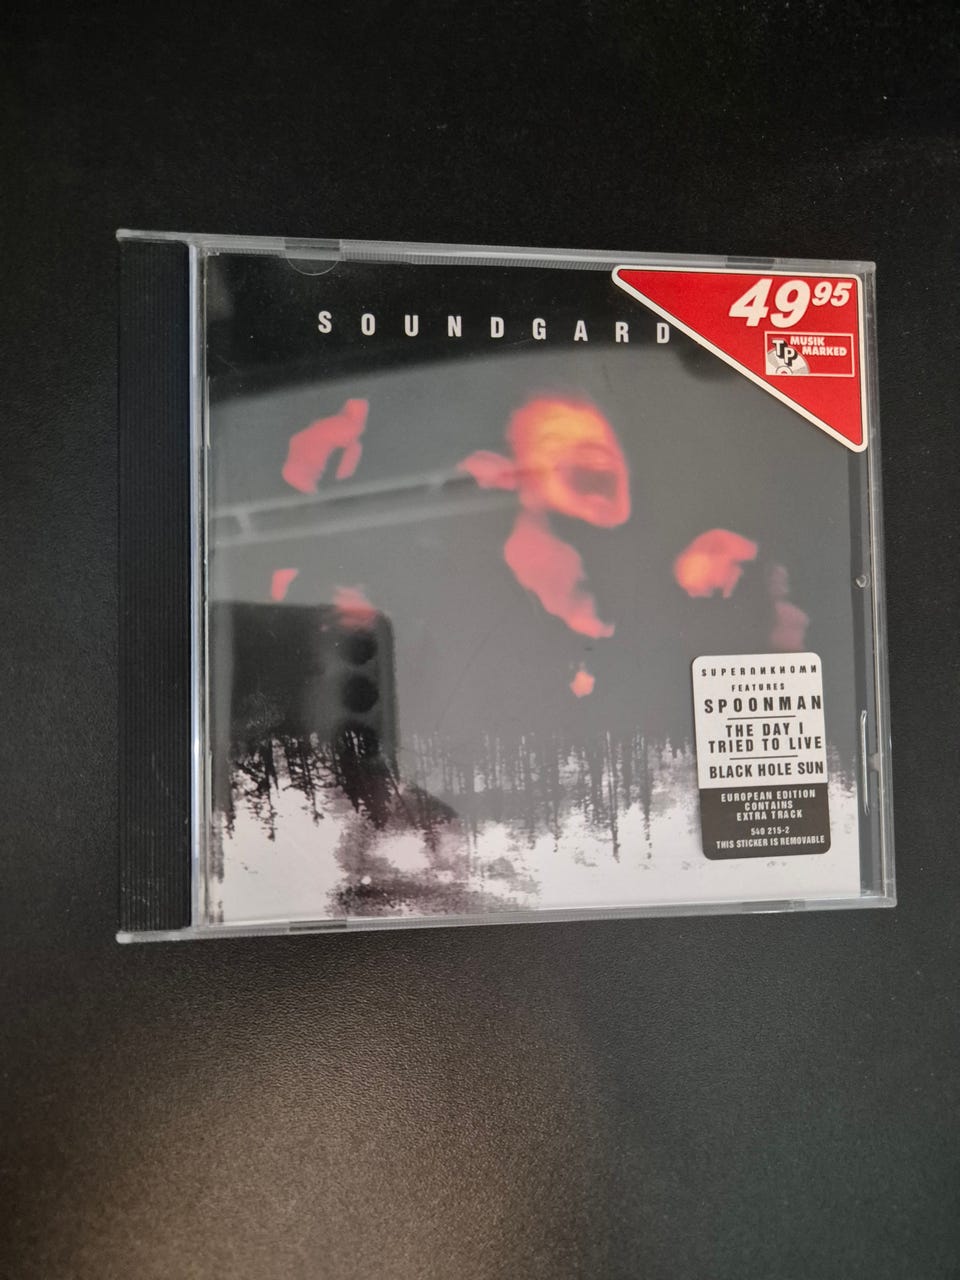 SOUNDGARD
49 95
TP MUSIK
MARKED
SUPERUNKNOWN
FEATURES
SPOONMAN
THE DAY I
TRIED TO LIVE
BLACK HOLE SUN
EUROPEAN EDITION
CONTAINS
EXTRA TRACK
540 215-2
THIS STICKER IS REMOVABLE